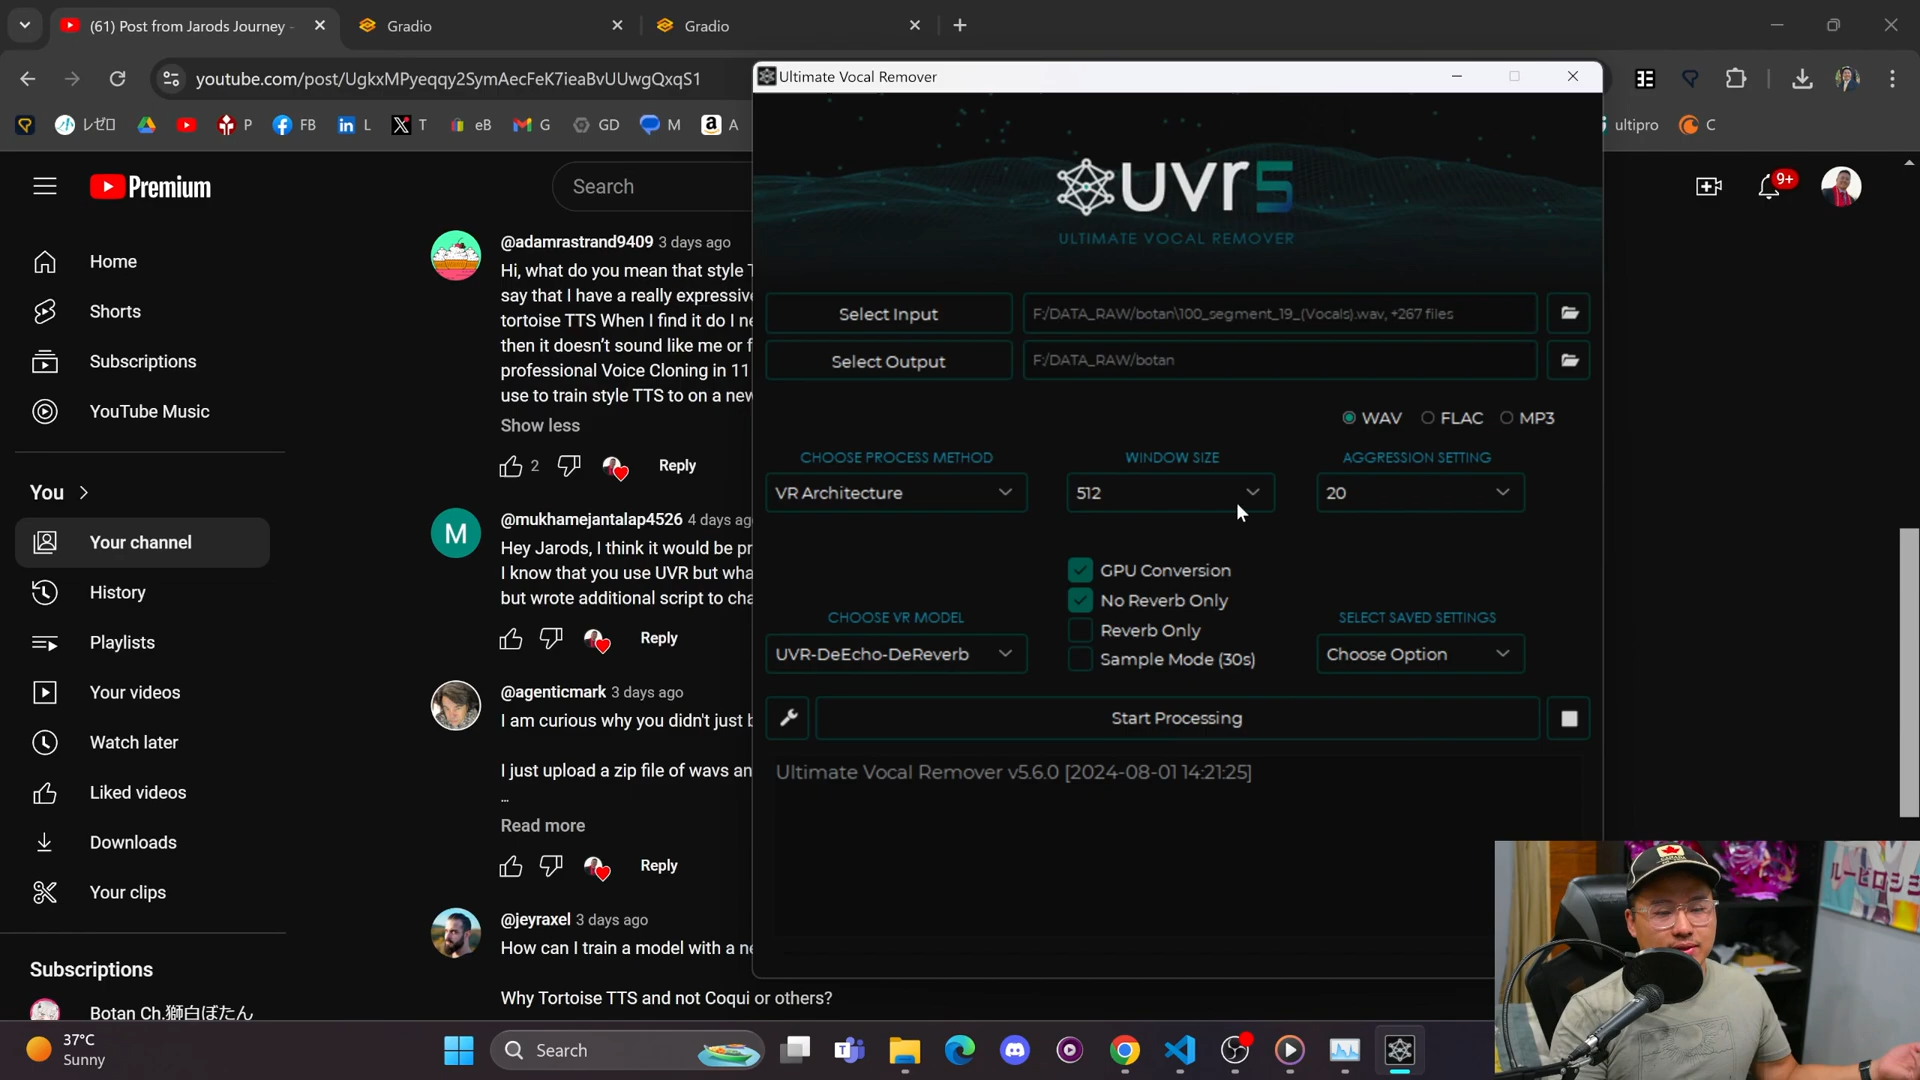 (61) Post from Jarods Journey -
Gradio
Gradio
youtube.com/post/UgkxMPyeqqy2SymAecFeK7ieaBvUUwgQxqS1
レゼロ
P
FB
L
T
eB
G
GD
M
A
ultipro
C
Premium
Search
9+
Home
Shorts
Subscriptions
YouTube Music
You
Your channel
History
Playlists
Your videos
Watch later
Liked videos
Downloads
Your clips
Subscriptions
Botan Ch.獅白ぼたん
@adamrastrand9409 3 days ago
Hi, what do you mean that style T
say that I have a really expressive
tortoise TTS When I find it do I ne
then it doesn't sound like me or f
professional Voice Cloning in 11
use to train style TTS to on a new
Show less
2
Reply
M
@mukhamejantalap4526 4 days ag
Hey Jarods, I think it would be pr
I know that you use UVR but wha
but wrote additional script to cha
Reply
@agenticmark 3 days ago
I am curious why you didn't just b
I just upload a zip file of wavs an
...
Read more
Reply
@jeyraxel 3 days ago
How can I train a model with a ne
Why Tortoise TTS and not Coqui or others?
Ultimate Vocal Remover
uvr5
ULTIMATE VOCAL REMOVER
Select Input
F:/DATA_RAW/botan\100_segment_19_(Vocals).wav, +267 files
Select Output
F:/DATA_RAW/botan
WAV FLAC MP3
CHOOSE PROCESS METHOD
WINDOW SIZE
AGGRESSION SETTING
VR Architecture
512
20
GPU Conversion
No Reverb Only
Reverb Only
Sample Mode (30s)
CHOOSE VR MODEL
UVR-DeEcho-DeReverb
SELECT SAVED SETTINGS
Choose Option
Start Processing
Ultimate Vocal Remover v5.6.0 [2024-08-01 14:21:25]
37°C
Sunny
Search